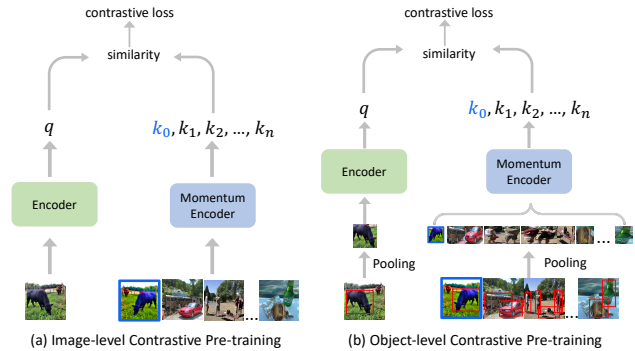 contrastive loss
similarity
q
k₀, k₁, k₂, ..., kₙ
Encoder
Momentum
Encoder
...
(a) Image-level Contrastive Pre-training
contrastive loss
similarity
q
k₀, k₁, k₂, ..., kₙ
Encoder
Momentum
Encoder
...
Pooling
Pooling
...
(b) Object-level Contrastive Pre-training